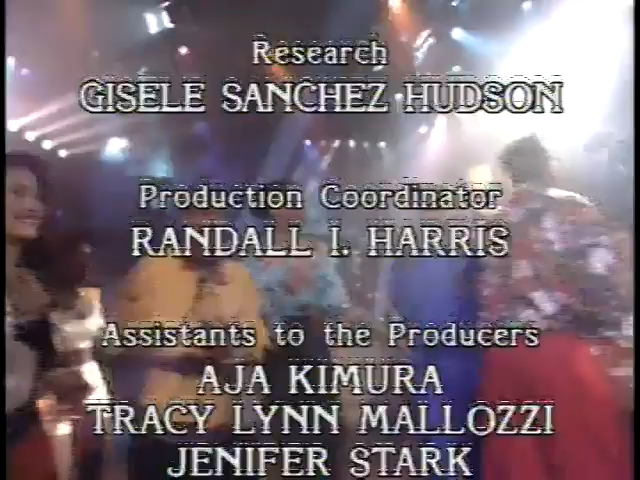 Research
GISELE SANCHEZ HUDSON
Production Coordinator
RANDALL I. HARRIS
Assistants to the Producers
AJA KIMURA
TRACY LYNN MALLOZZI
JENIFER STARK